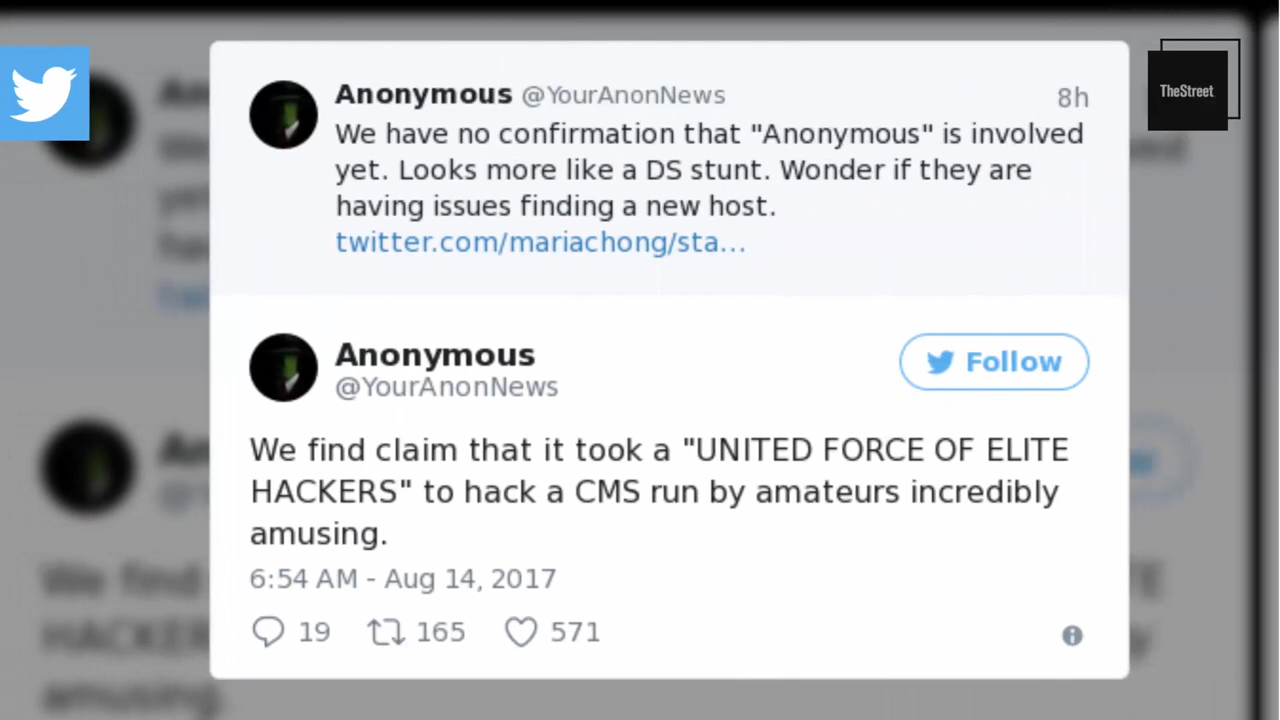 Anonymous @YourAnonNews 8h
We have no confirmation that "Anonymous" is involved
yet. Looks more like a DS stunt. Wonder if they are
having issues finding a new host.
twitter.com/mariachong/sta...
TheStreet
Anonymous
@YourAnonNews
Follow
We find claim that it took a "UNITED FORCE OF ELITE
HACKERS" to hack a CMS run by amateurs incredibly
amusing.
6:54 AM - Aug 14, 2017
19 165 571